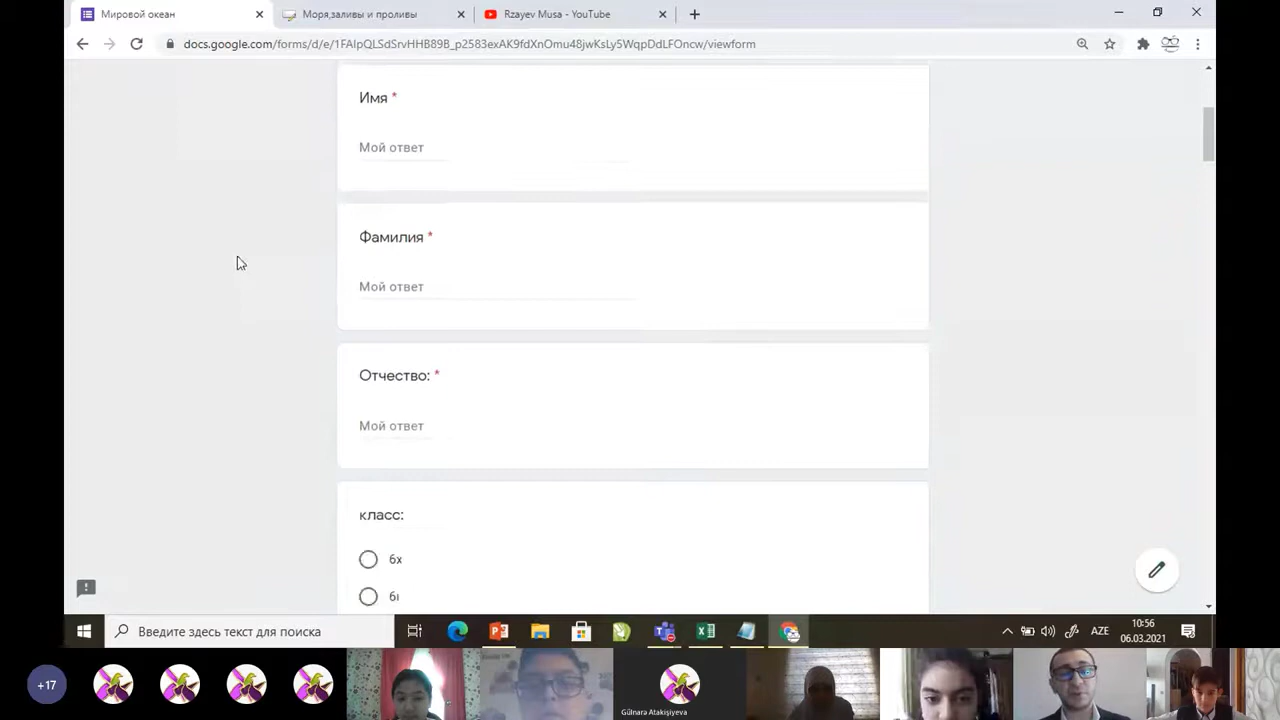 Мировой океан
Моря,заливы и проливы
Rzayev Musa - YouTube
docs.google.com/forms/d/e/1FAIpQLSdSrvHHB89B_p2583exAK9fdXnOmu48jwKsLy5WqpDdLFOncw/viewform
Имя *
Мой ответ
Фамилия *
Мой ответ
Отчество: *
Мой ответ
класс:
6х
6ı
Введите здесь текст для поиска
AZE
10:56
06.03.2021
+17
Gülnarə Atakişiyeva